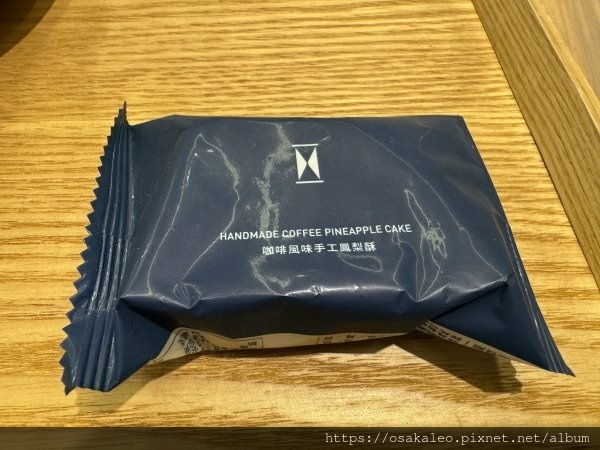 HANDMADE COFFEE PINEAPPLE CAKE
咖啡風味手工鳳梨酥
https://osakaleo.pixnet.net/album